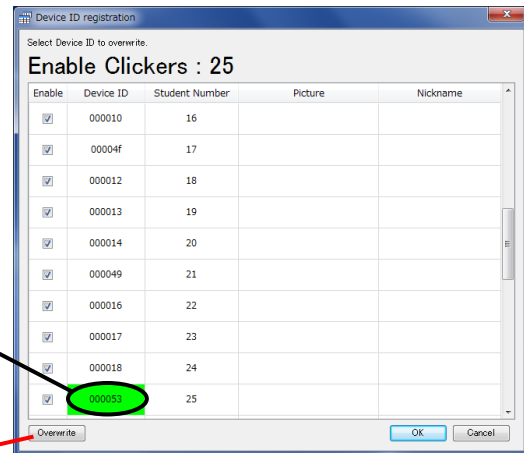 Device ID registration
Select Device ID to overwrite.
Enable Clickers : 25
Enable Device ID Student Number Picture Nickname
000010 16
00004f 17
000012 18
000013 19
000014 20
000049 21
000016 22
000017 23
000018 24
000053 25
Overwrite OK Cancel